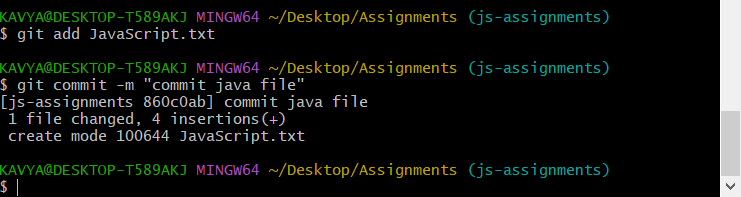 KAVYA@DESKTOP-T589AKJ MINGW64 ~/Desktop/Assignments (js-assignments)
$ git add JavaScript.txt
KAVYA@DESKTOP-T589AKJ MINGW64 ~/Desktop/Assignments (js-assignments)
$ git commit -m "commit java file"
[js-assignments 860c0ab] commit java file
1 file changed, 4 insertions(+)
create mode 100644 JavaScript.txt
KAVYA@DESKTOP-T589AKJ MINGW64 ~/Desktop/Assignments (js-assignments)
$